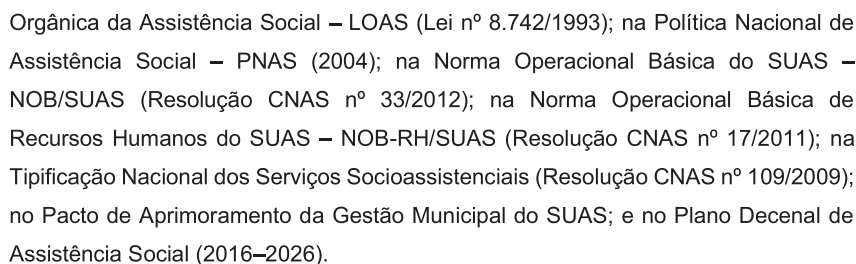 Orgânica da Assistência Social – LOAS (Lei nº 8.742/1993); na Política Nacional de
Assistência Social – PNAS (2004); na Norma Operacional Básica do SUAS –
NOB/SUAS (Resolução CNAS nº 33/2012); na Norma Operacional Básica de
Recursos Humanos do SUAS – NOB-RH/SUAS (Resolução CNAS nº 17/2011); na
Tipificação Nacional dos Serviços Socioassistenciais (Resolução CNAS nº 109/2009);
no Pacto de Aprimoramento da Gestão Municipal do SUAS; e no Plano Decenal de
Assistência Social (2016–2026).